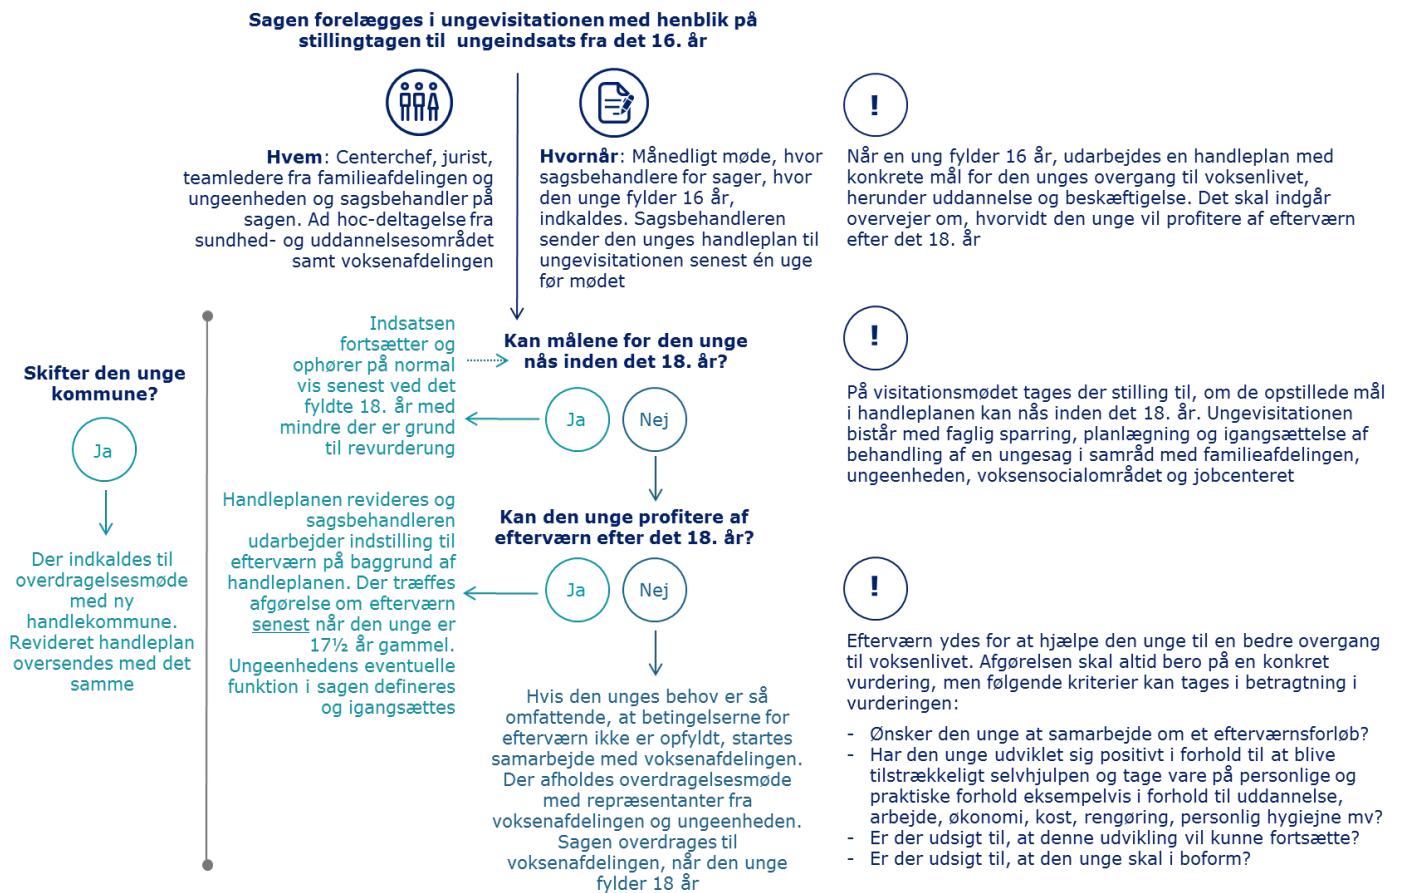 Sagen forelægges i ungevisitationen med henblik på
stillingtagen til ungeindsats fra det 16. år
Hvem: Centerchef, jurist,
teamledere fra familieafdelingen og
ungeenheden og sagsbehandler på
sagen. Ad hoc-deltagelse fra
sundhed- og uddannelsesområdet
samt voksenafdelingen
Hvornår: Månedligt møde, hvor
sagsbehandlere for sager, hvor
den unge fylder 16 år,
indkaldes. Sagsbehandleren
sender den unges handleplan til
ungevisitationen senest én uge
før mødet
!
Når en ung fylder 16 år, udarbejdes en handleplan med
konkrete mål for den unges overgang til voksenlivet,
herunder uddannelse og beskæftigelse. Det skal indgår
overvejer om, hvorvidt den unge vil profitere af efterværn
efter det 18. år
Skifter den unge
kommune?
Ja
Der indkaldes til
overdragelsesmøde
med ny
handlekommune.
Revideret handleplan
oversendes med det
samme
Indsatsen
fortsætter og
ophører på normal
vis senest ved det
fyldte 18. år med
mindre der er grund
til revurdering
Kan målene for den unge
nås inden det 18. år?
Ja
Nej
!
På visitationsmødet tages der stilling til, om de opstillede mål
i handleplanen kan nås inden det 18. år. Ungevisitationen
bistår med faglig sparring, planlægning og igangsættelse af
behandling af en ungesag i samråd med familieafdelingen,
ungeenheden, voksensocialområdet og jobcenteret
Handleplanen revideres og
sagsbehandleren
udarbejder indstilling til
efterværn på baggrund af
handleplanen. Der træffes
afgørelse om efterværn
senest når den unge er
17½ år gammel.
Ungeenhedens eventuelle
funktion i sagen defineres
og igangsættes
Kan den unge profitere af
efterværn efter det 18. år?
Ja
Nej
Hvis den unges behov er så
omfattende, at betingelserne for
efterværn ikke er opfyldt, startes
samarbejde med voksenafdelingen.
Der afholdes overdragelsesmøde
med repræsentanter fra
voksenafdelingen og ungeenheden.
Sagen overdrages til
voksenafdelingen, når den unge
fylder 18 år
!
Efterværn ydes for at hjælpe den unge til en bedre overgang
til voksenlivet. Afgørelsen skal altid bero på en konkret
vurdering, men følgende kriterier kan tages i betragtning i
vurderingen:
- Ønsker den unge at samarbejde om et efterværnsforløb?
- Har den unge udviklet sig positivt i forhold til at blive
tilstrækkeligt selvhjulpen og tage vare på personlige og
praktiske forhold eksempelvis i forhold til uddannelse,
arbejde, økonomi, kost, rengøring, personlig hygiejne mv?
- Er der udsigt til, at denne udvikling vil kunne fortsætte?
- Er der udsigt til, at den unge skal i boform?